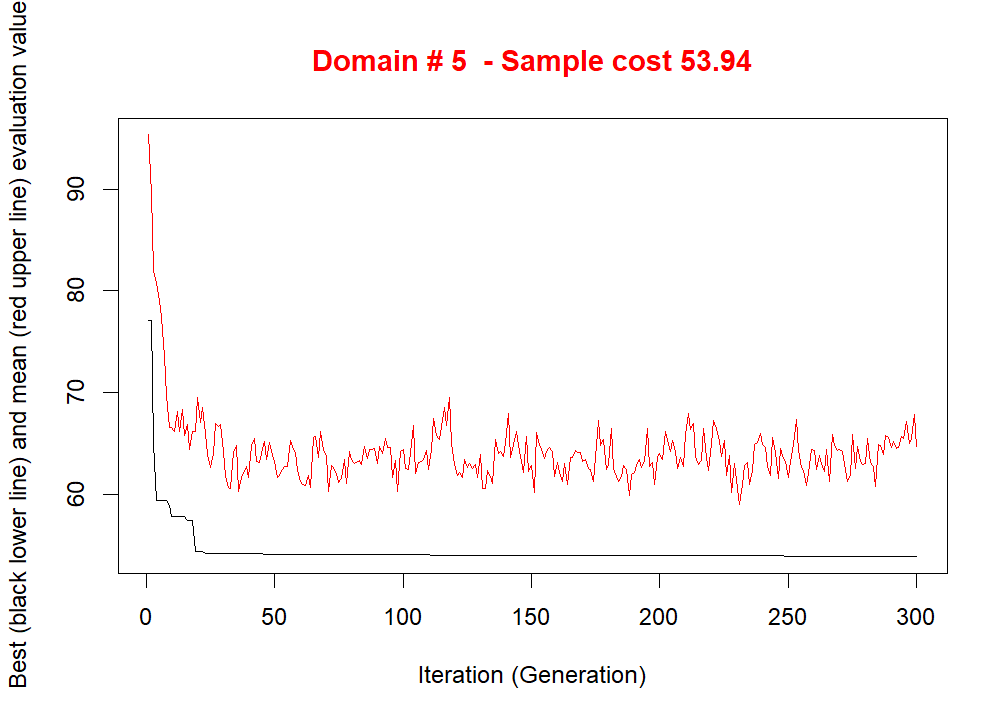 Domain # 5  - Sample cost 53.94
Best (black lower line) and mean (red upper line) evaluation value
90
80
70
60
0 50 100 150 200 250 300
Iteration (Generation)